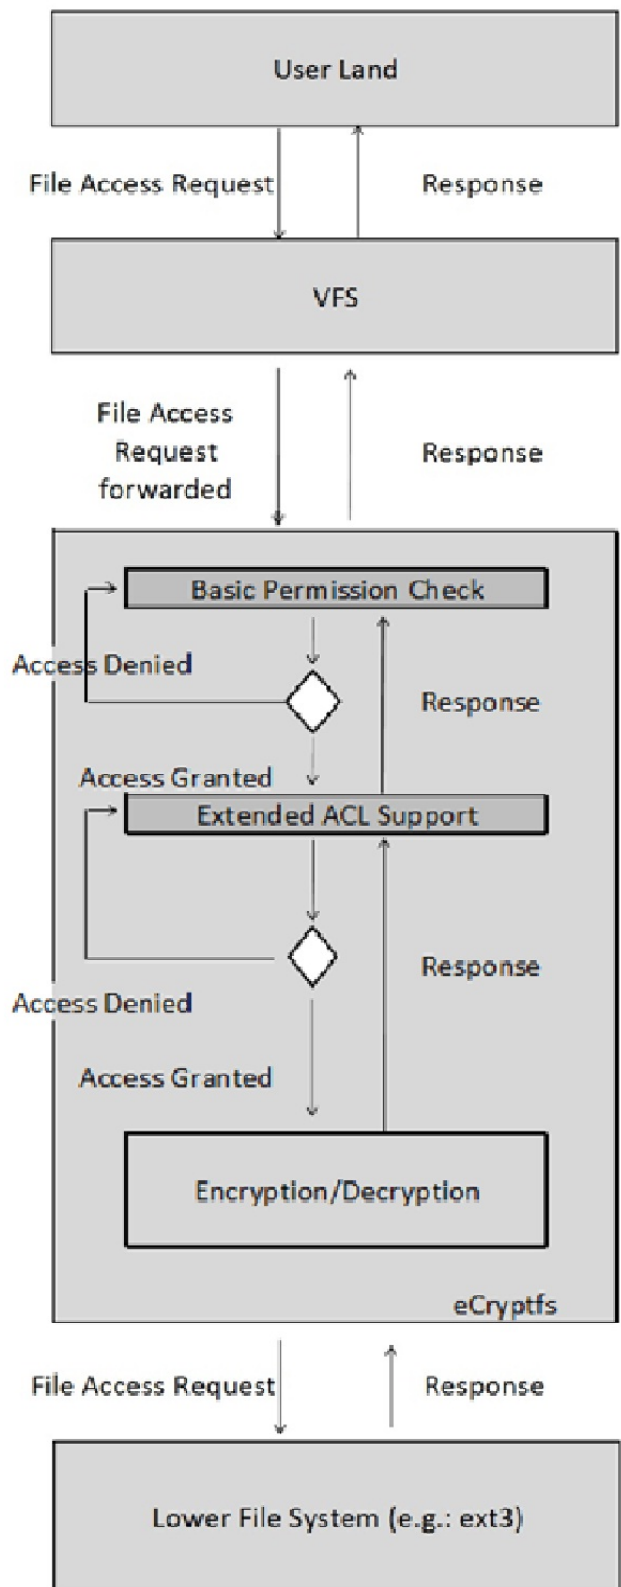 User Land
File Access Request
Response
VFS
File Access
Request
forwarded
Response
Basic Permission Check
Access Denied
Response
Access Granted
Extended ACL Support
Response
Access Denied
Access Granted
Encryption/Decryption
eCryptfs
File Access Request
Response
Lower File System (e.g.: ext3)